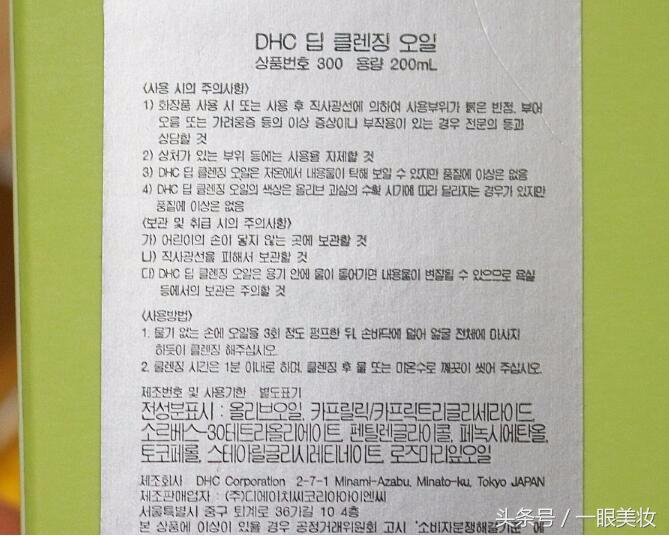 DHC 딥 클렌징 오일
상품번호 300 용량 200mL
〈사용 시의 주의사항〉
1) 화장품 사용 시 또는 사용 후 직사광선에 의하여 사용부위가 붉은 반점, 부어
오름 또는 가려움증 등의 이상 증상이나 부작용이 있는 경우 전문의 등과
상담할 것
2) 상처가 있는 부위 등에는 사용을 자제할 것
3) DHC 딥 클렌징 오일은 저온에서 내용물이 탁해 보일 수 있지만 품질에 이상은 없음
4) DHC 딥 클렌징 오일의 색상은 올리브 과실의 수확 시기에 따라 달라지는 경우가 있지만
품질에 이상은 없음
〈보관 및 취급 시의 주의사항〉
가) 어린이의 손이 닿지 않는 곳에 보관할 것
나) 직사광선을 피해서 보관할 것
다) DHC 딥 클렌징 오일은 용기 안에 물이 들어가면 내용물이 변질될 수 있으므로 욕실
등에서의 보관은 주의할 것
〈사용방법〉
1. 물기 없는 손에 오일을 3회 정도 펌프한 뒤, 손바닥에 덜어 얼굴 전체에 마사지
하듯이 클렌징 해주십시오.
2. 클렌징 시간은 1분 이내로 하며, 클렌징 후 물 또는 미온수로 깨끗이 씻어 주십시오.
제조번호 및 사용기한 : 별도표기
전성분표시 : 올리브오일, 카프릴릭/카프릭트리글리세라이드,
소르베스-30테트라올리에이트, 펜틸렌글라이콜, 페녹시에탄올,
토코페롤, 스테아릴글리시레티네이트, 로즈마리잎오일
제조회사 DHC Corporation 2-7-1 Minami-Azabu, Minato-ku, Tokyo JAPAN
제조판매업자 : (주)디에이치씨코리아아이엔씨
서울특별시 중구 퇴계로 36가길 10 4층
본 상품에 이상이 있을 경우 공정거래위원회 고시 '소비자분쟁해결기준' 에
头条号 / 一眼美妆